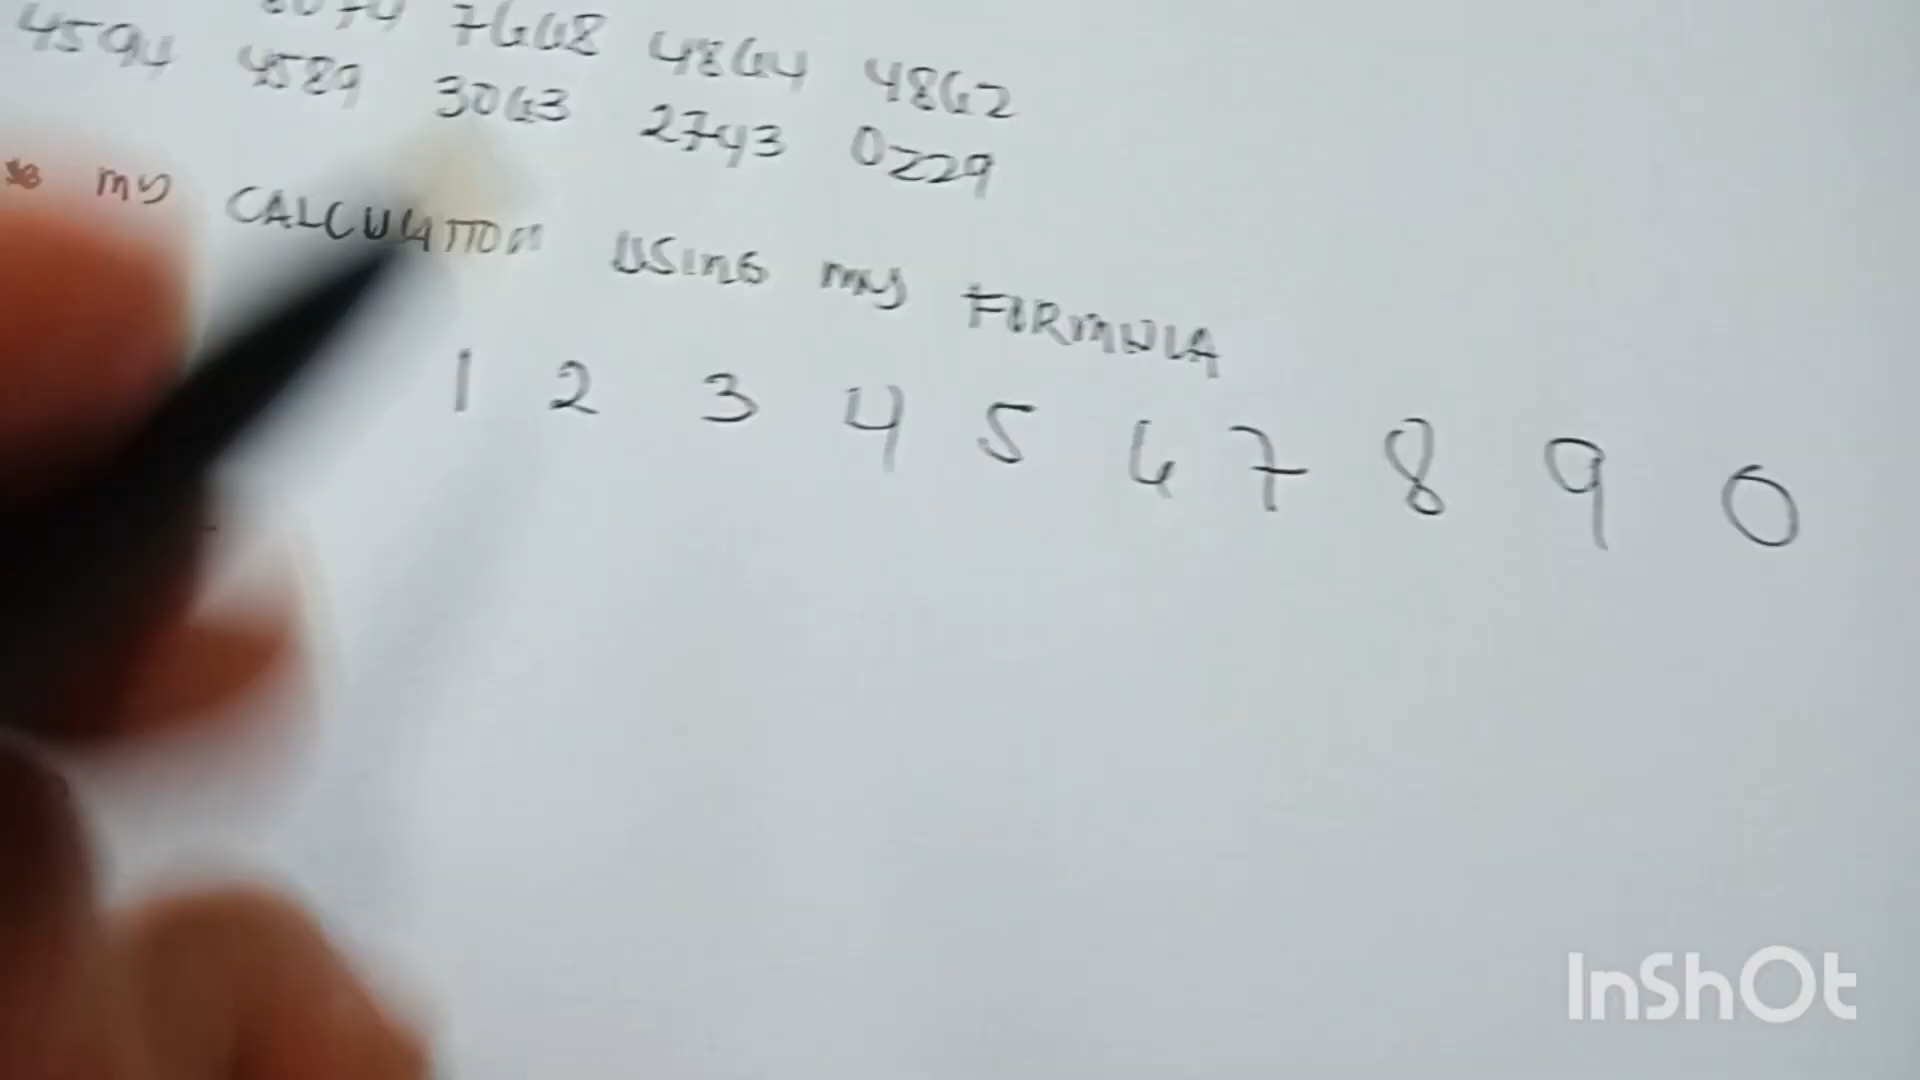 7668 4864 4862
4594 4589 3063 2743 0229
* my CALCULATION USING my FORMULA
1 2 3 4 5 6 7 8 9 0
InShOt